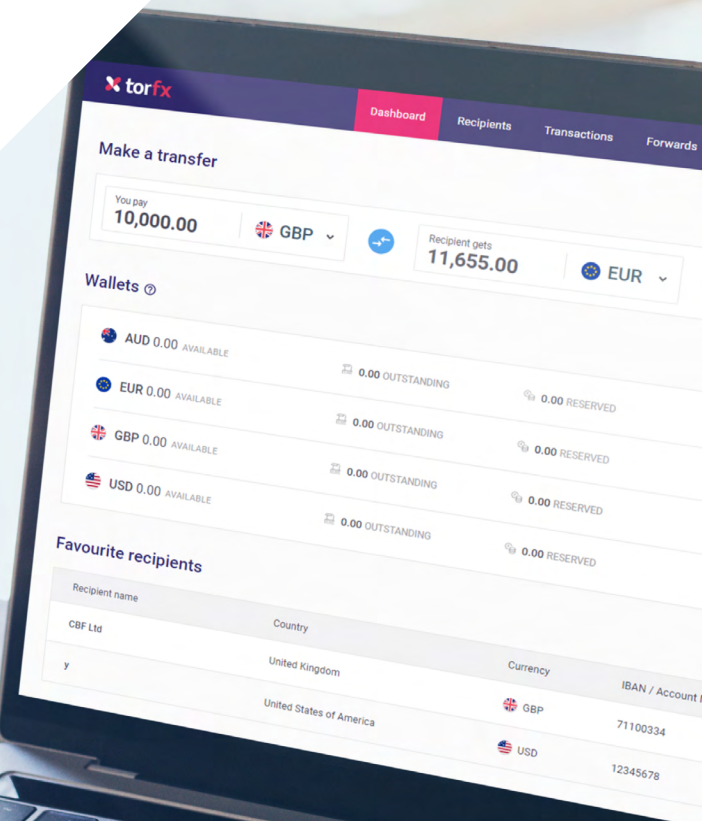 torfx
Dashboard Recipients Transactions Forwards
Make a transfer
You pay
10,000.00 GBP
Recipient gets
11,655.00 EUR
Wallets
AUD 0.00 AVAILABLE 0.00 OUTSTANDING 0.00 RESERVED
EUR 0.00 AVAILABLE 0.00 OUTSTANDING 0.00 RESERVED
GBP 0.00 AVAILABLE 0.00 OUTSTANDING 0.00 RESERVED
USD 0.00 AVAILABLE 0.00 OUTSTANDING 0.00 RESERVED
Favourite recipients
Recipient name Country Currency IBAN / Account
CBF Ltd United Kingdom GBP 71100334
y United States of America USD 12345678